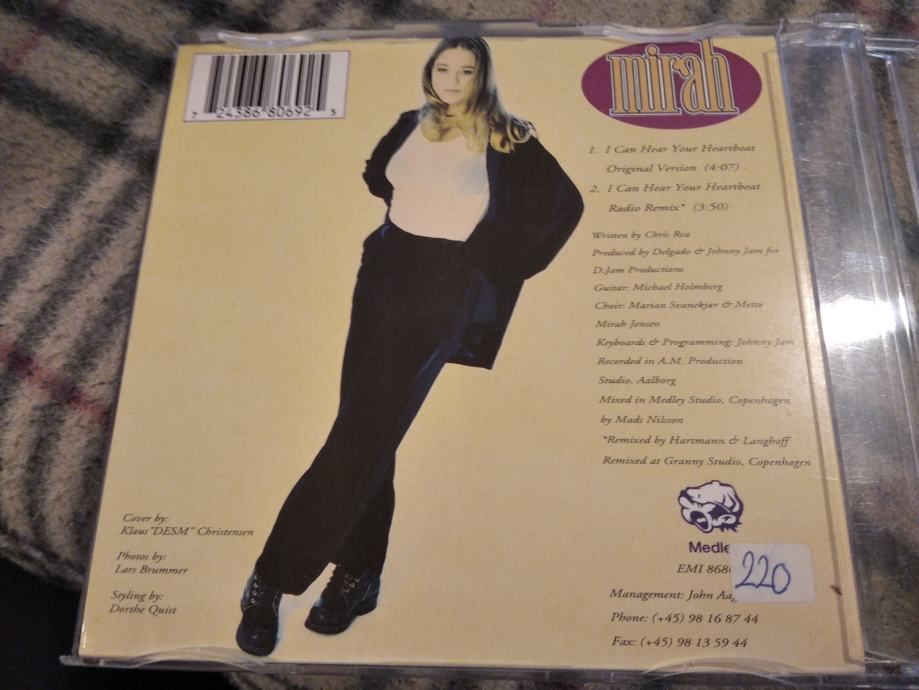 7 24386 80692 5
mirah
1. I Can Hear Your Heartbeat
Original Version (4:07)
2. I Can Hear Your Heartbeat
Radio Remix* (3:50)
Written by Chris Rea
Produced by Delgado & Johnny Jam for
D:Jam Productions
Guitar: Michael Holmberg
Choir: Marian Svanekjær & Mette
Mirah Jensen
Keyboards & Programming: Johnny Jam
Recorded in A.M. Production
Studio, Aalborg
Mixed in Medley Studio, Copenhagen
by Mads Nilsson
*Remixed by Hartmann & Langhoff
Remixed at Granny Studio, Copenhagen
Cover by:
Klaus"DESM" Christensen
Photos by:
Lars Brummer
Styling by:
Dorthe Quist
Medle
EMI 868
220
Management: John
Phone: (+45) 98 16 87 44
Fax: (+45) 98 13 59 44